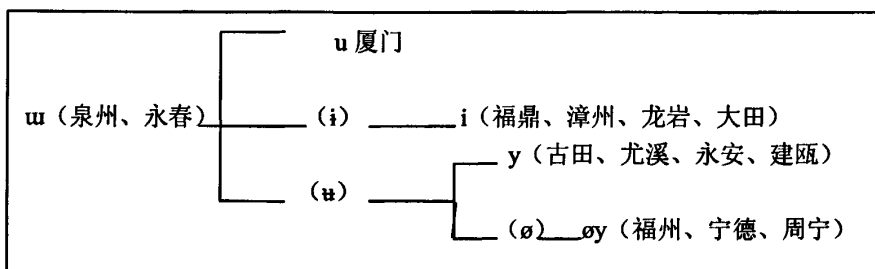 u 厦门
ɯ（泉州、永春） （ɨ） i（福鼎、漳州、龙岩、大田）
y（古田、尤溪、永安、建瓯）
（ʉ）
（ø） øy（福州、宁德、周宁）